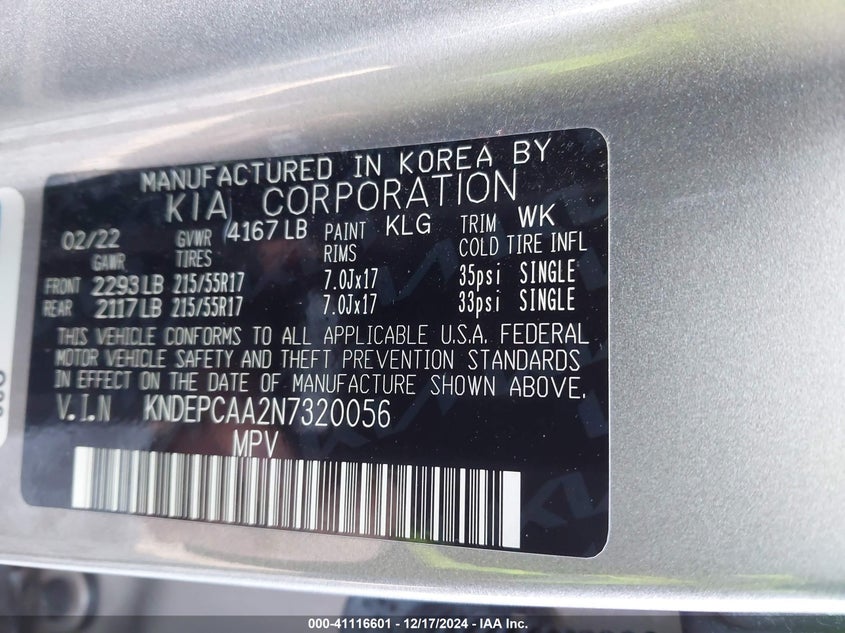 MANUFACTURED IN KOREA BY
KIA CORPORATION
02/22 GVWR 4167 LB PAINT KLG TRIM WK
GAWR TIRES RIMS COLD TIRE INFL
FRONT 2293 LB 215/55R17 7.0Jx17 35psi SINGLE
REAR 2117 LB 215/55R17 7.0Jx17 33psi SINGLE
THIS VEHICLE CONFORMS TO ALL APPLICABLE U.S.A. FEDERAL
MOTOR VEHICLE SAFETY AND THEFT PREVENTION STANDARDS
IN EFFECT ON THE DATE OF MANUFACTURE SHOWN ABOVE.
V.I.N KNDEPCAA2N7320056
MPV
000-41116601 - 12/17/2024 - IAA Inc.